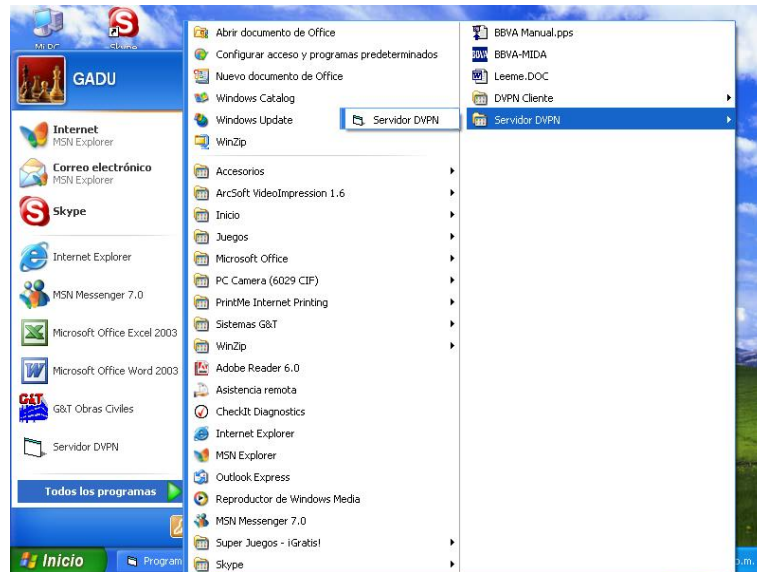 Mi PC
Skype
GADU
Internet
MSN Explorer
Correo electrónico
MSN Explorer
Skype
Internet Explorer
MSN Messenger 7.0
Microsoft Office Excel 2003
Microsoft Office Word 2003
G&T
G&T Obras Civiles
Servidor DVPN
Todos los programas
Inicio
Program
Abrir documento de Office
Configurar acceso y programas predeterminados
Nuevo documento de Office
Windows Catalog
Windows Update
WinZip
Accesorios
ArcSoft VideoImpression 1.6
Inicio
Juegos
Microsoft Office
PC Camera (6029 CIF)
PrintMe Internet Printing
Sistemas G&T
WinZip
Adobe Reader 6.0
Asistencia remota
CheckIt Diagnostics
Internet Explorer
MSN Explorer
Outlook Express
Reproductor de Windows Media
MSN Messenger 7.0
Super Juegos - ¡Gratis!
Skype
Servidor DVPN
BBVA Manual.pps
BBVA BBVA-MIDA
Leeme.DOC
DVPN Cliente
Servidor DVPN
p.m.